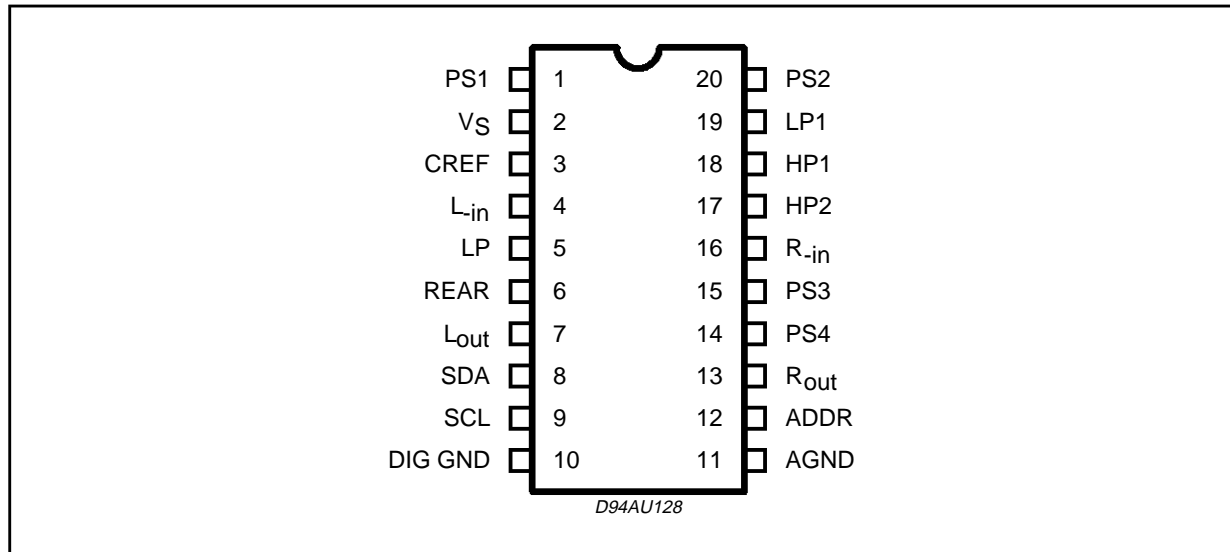 PS1 1 20 PS2
VS 2 19 LP1
CREF 3 18 HP1
L-in 4 17 HP2
LP 5 16 R-in
REAR 6 15 PS3
Lout 7 14 PS4
SDA 8 13 Rout
SCL 9 12 ADDR
DIG GND 10 11 AGND
D94AU128